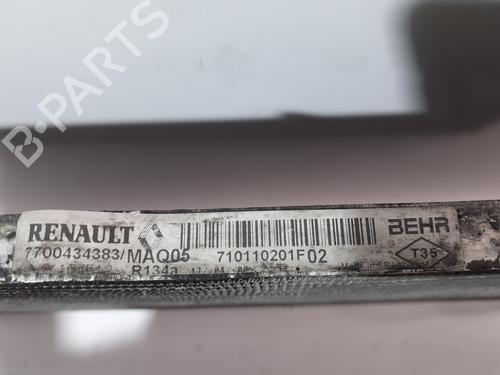 RENAULT
BEHR
7700434383/MAQ05
710110201F02
T35
R134a
B-PARTS